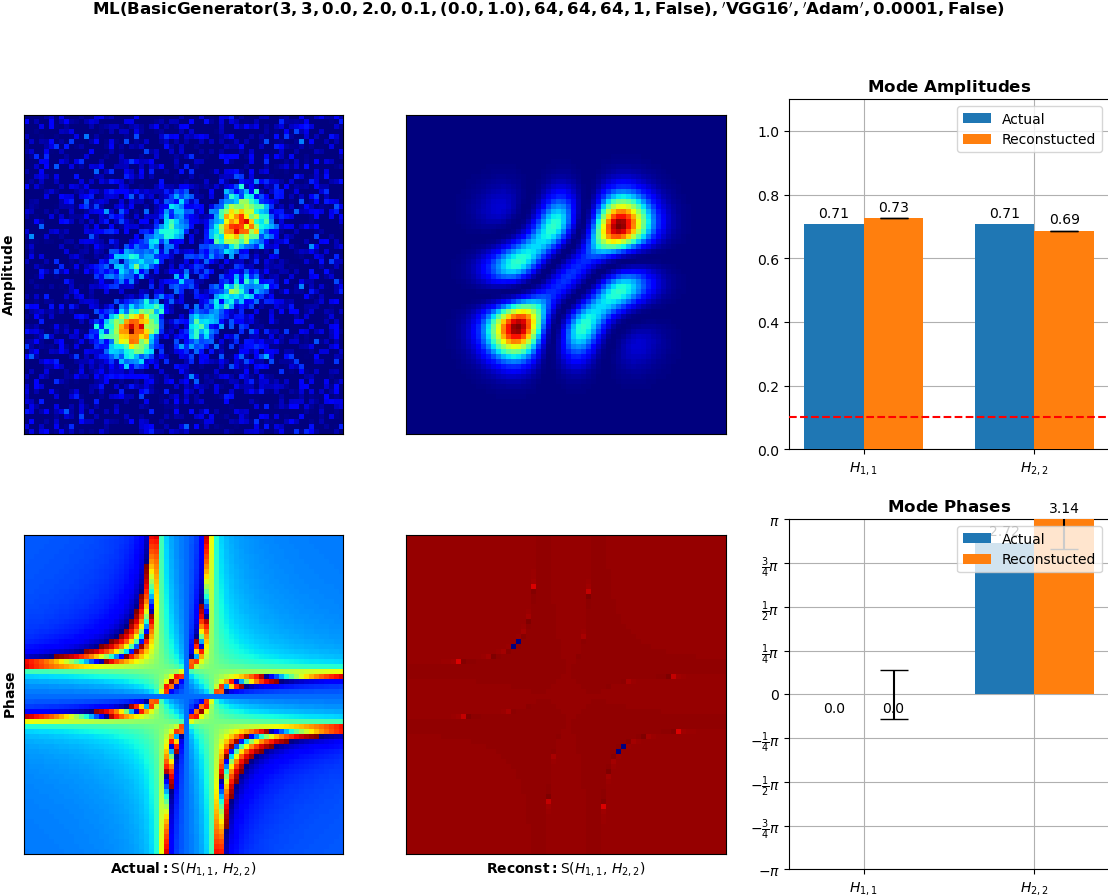 ML(BasicGenerator(3, 3, 0.0, 2.0, 0.1, (0.0, 1.0), 64, 64, 64, 1, False), 'VGG16', 'Adam', 0.0001, False)
Amplitude
Mode Amplitudes
Actual
Reconstucted
1.0
0.8
0.6
0.4
0.2
0.0
0.71
0.73
0.71
0.69
H1,1
H2,2
Phase
Actual: S(H1,1, H2,2)
Reconst: S(H1,1, H2,2)
Mode Phases
3.14
2.72
Actual
Reconstucted
π
3/4π
1/2π
1/4π
0
−1/4π
−1/2π
−3/4π
−π
0.0
0.0
H1,1
H2,2